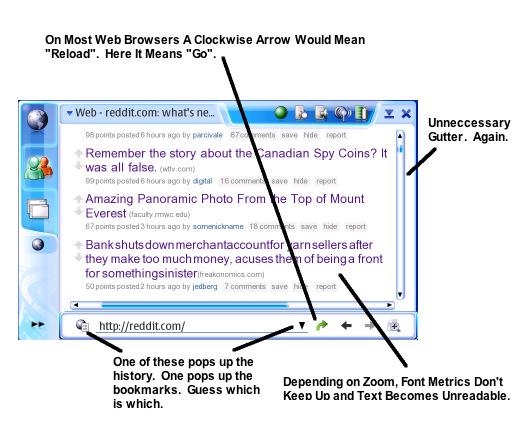 On Most Web Browsers A Clockwise Arrow Would Mean
"Reload". Here It Means "Go".
Web - reddit.com: what's ne...
98 points posted 6 hours ago by parcivale 67 comments save hide report
Unneccessary
Gutter. Again.
Remember the story about the Canadian Spy Coins? It
was all false. (wtlv.com)
99 points posted 6 hours ago by digital 16 comments save hide report
Amazing Panoramic Photo From the Top of Mount
Everest (faculty.rmwc.edu)
67 points posted 3 hours ago by somenickname 18 comments save hide report
Bank shuts down merchant account for yarn sellers after
they make too much money, acuses them of being a front
for something sinister (freakonomics.com)
50 points posted 2 hours ago by jedberg 7 comments save hide report
http://reddit.com/
One of these pops up the
history. One pops up the
bookmarks. Guess which
is which.
Depending on Zoom, Font Metrics Don't
Keep Up and Text Becomes Unreadable.